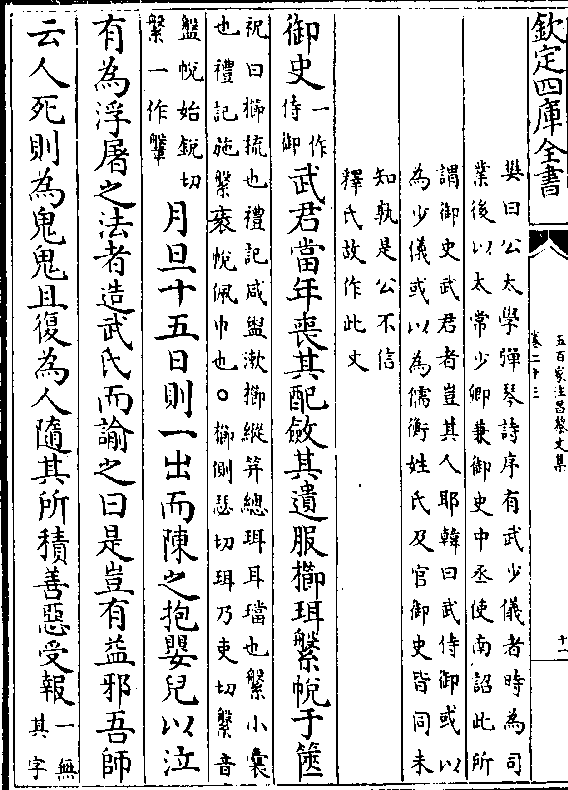 欽定四庫全書
五百家注昌黎文集
卷二十三
十一
樊曰公太學彈琴詩序有武少儀者時為司
業後以太常少卿兼御史中丞使南詔此所
謂御史武君者豈其人耶韓曰武侍御或以
為少儀或以為儒衡姓氏及官御史皆同未
知孰是公不信
釋氏故作此文
御史一作
侍御武君當年喪其配斂其遺服櫛珥鞶帨于篋
祝曰櫛梳也禮記咸盥漱櫛縰笄總珥耳璫也鞶小囊
也禮記施鞶袠帨佩巾也○櫛側瑟切珥乃吏切鞶音
盤帨始銳切
鞶一作鞶月旦十五日則一出而陳之抱嬰兒以泣
有為浮屠之法者造武氏而諭之曰是豈有益邪吾師
云人死則為鬼鬼且復為人隨其所積善惡受報一無
其字